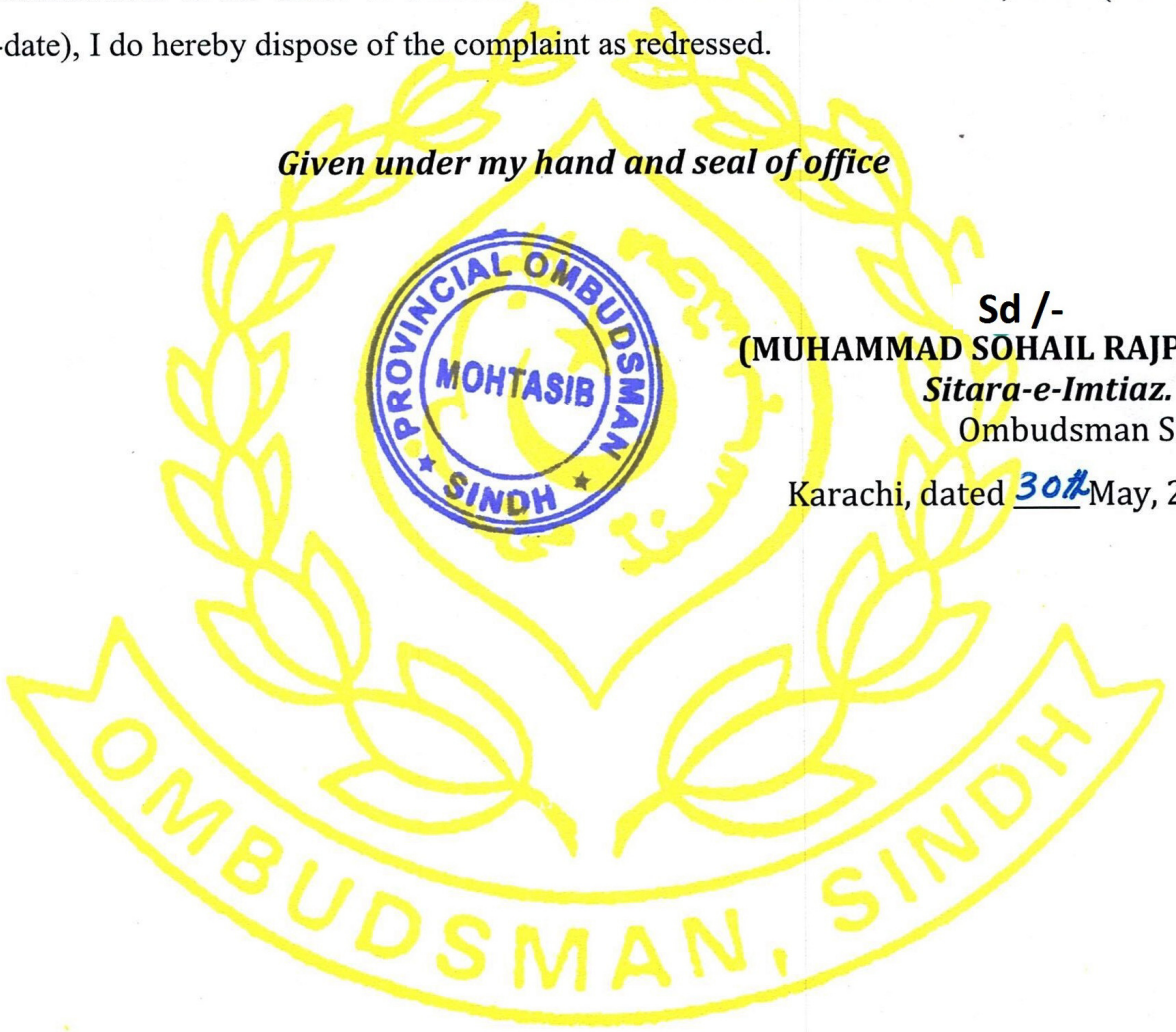 -date), I do hereby dispose of the complaint as redressed.
Given under my hand and seal of office
PROVINCIAL OMBUDSMAN
MOHTASIB
★ SINDH ★
Sd /-
(MUHAMMAD SOHAIL RAJP
Sitara-e-Imtiaz.
Ombudsman S
Karachi, dated 30th May, 2
OMBUDSMAN, SINDH